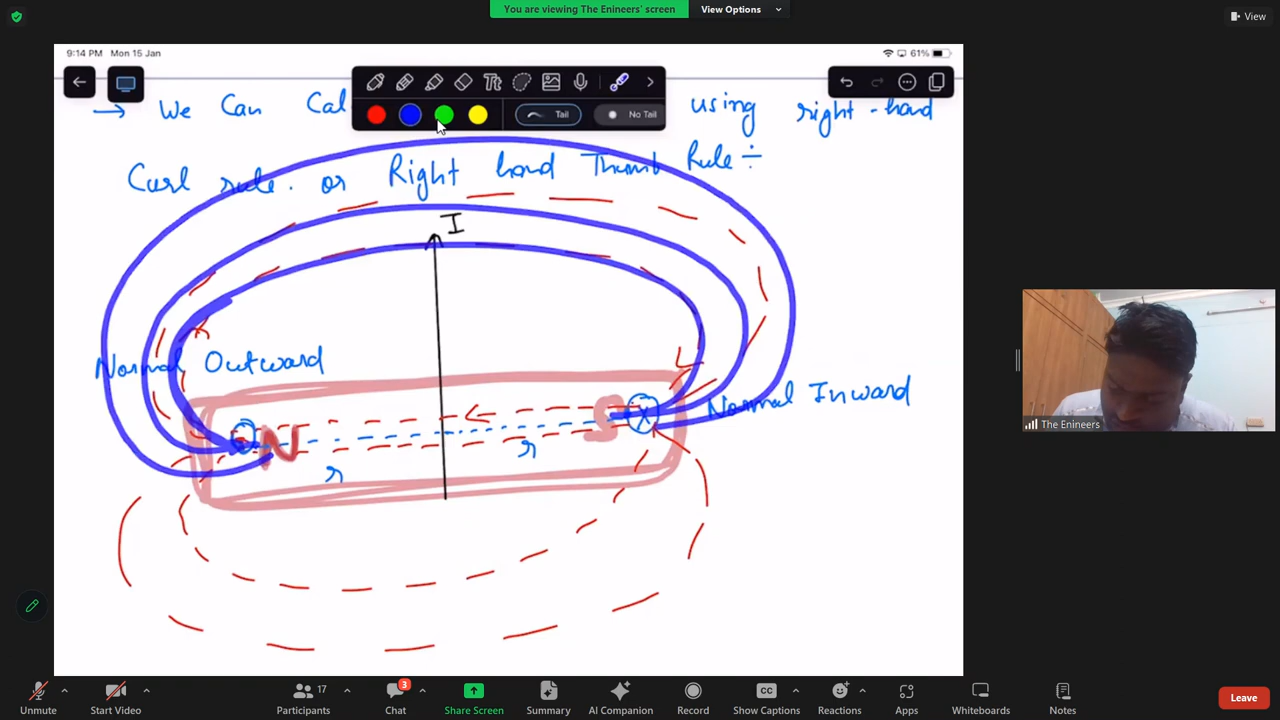 You are viewing The Enineers' screen
View Options
View
9:14 PM Mon 15 Jan
61%
Tt
Tail
No Tail
→ We Can Cal using right-hand
Curl rule. or Right hand Thumb Rule ÷
I
Normal Outward
Normal Inward
N
S
r
r
The Enineers
Unmute
Start Video
17
Participants
3
Chat
Share Screen
Summary
AI Companion
Record
CC
Show Captions
Reactions
Apps
Whiteboards
Notes
Leave